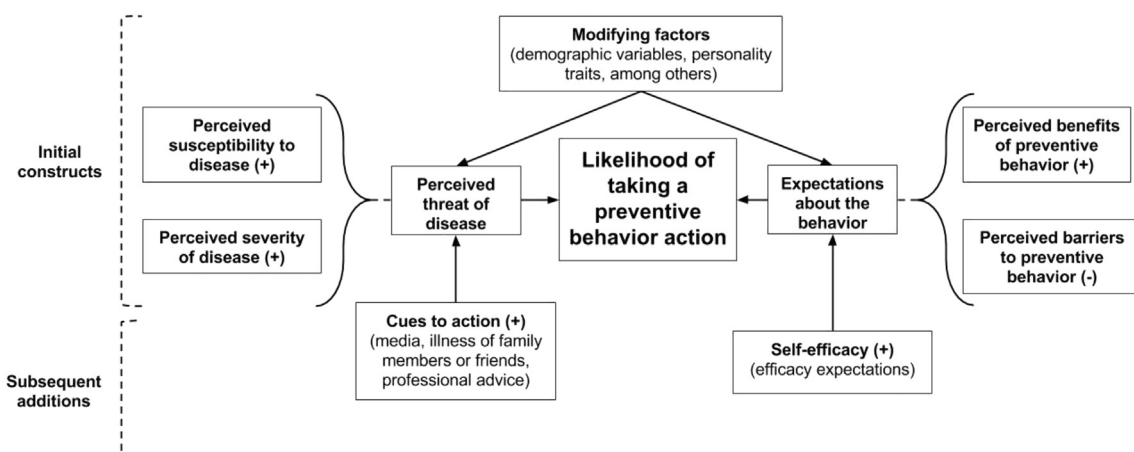 Modifying factors
(demographic variables, personality
traits, among others)
Initial
constructs
Perceived
susceptibility to
disease (+)
Perceived severity
of disease (+)
Perceived
threat of
disease
Likelihood of
taking a
preventive
behavior action
Expectations
about the
behavior
Perceived benefits
of preventive
behavior (+)
Perceived barriers
to preventive
behavior (-)
Subsequent
additions
Cues to action (+)
(media, illness of family
members or friends,
professional advice)
Self-efficacy (+)
(efficacy expectations)